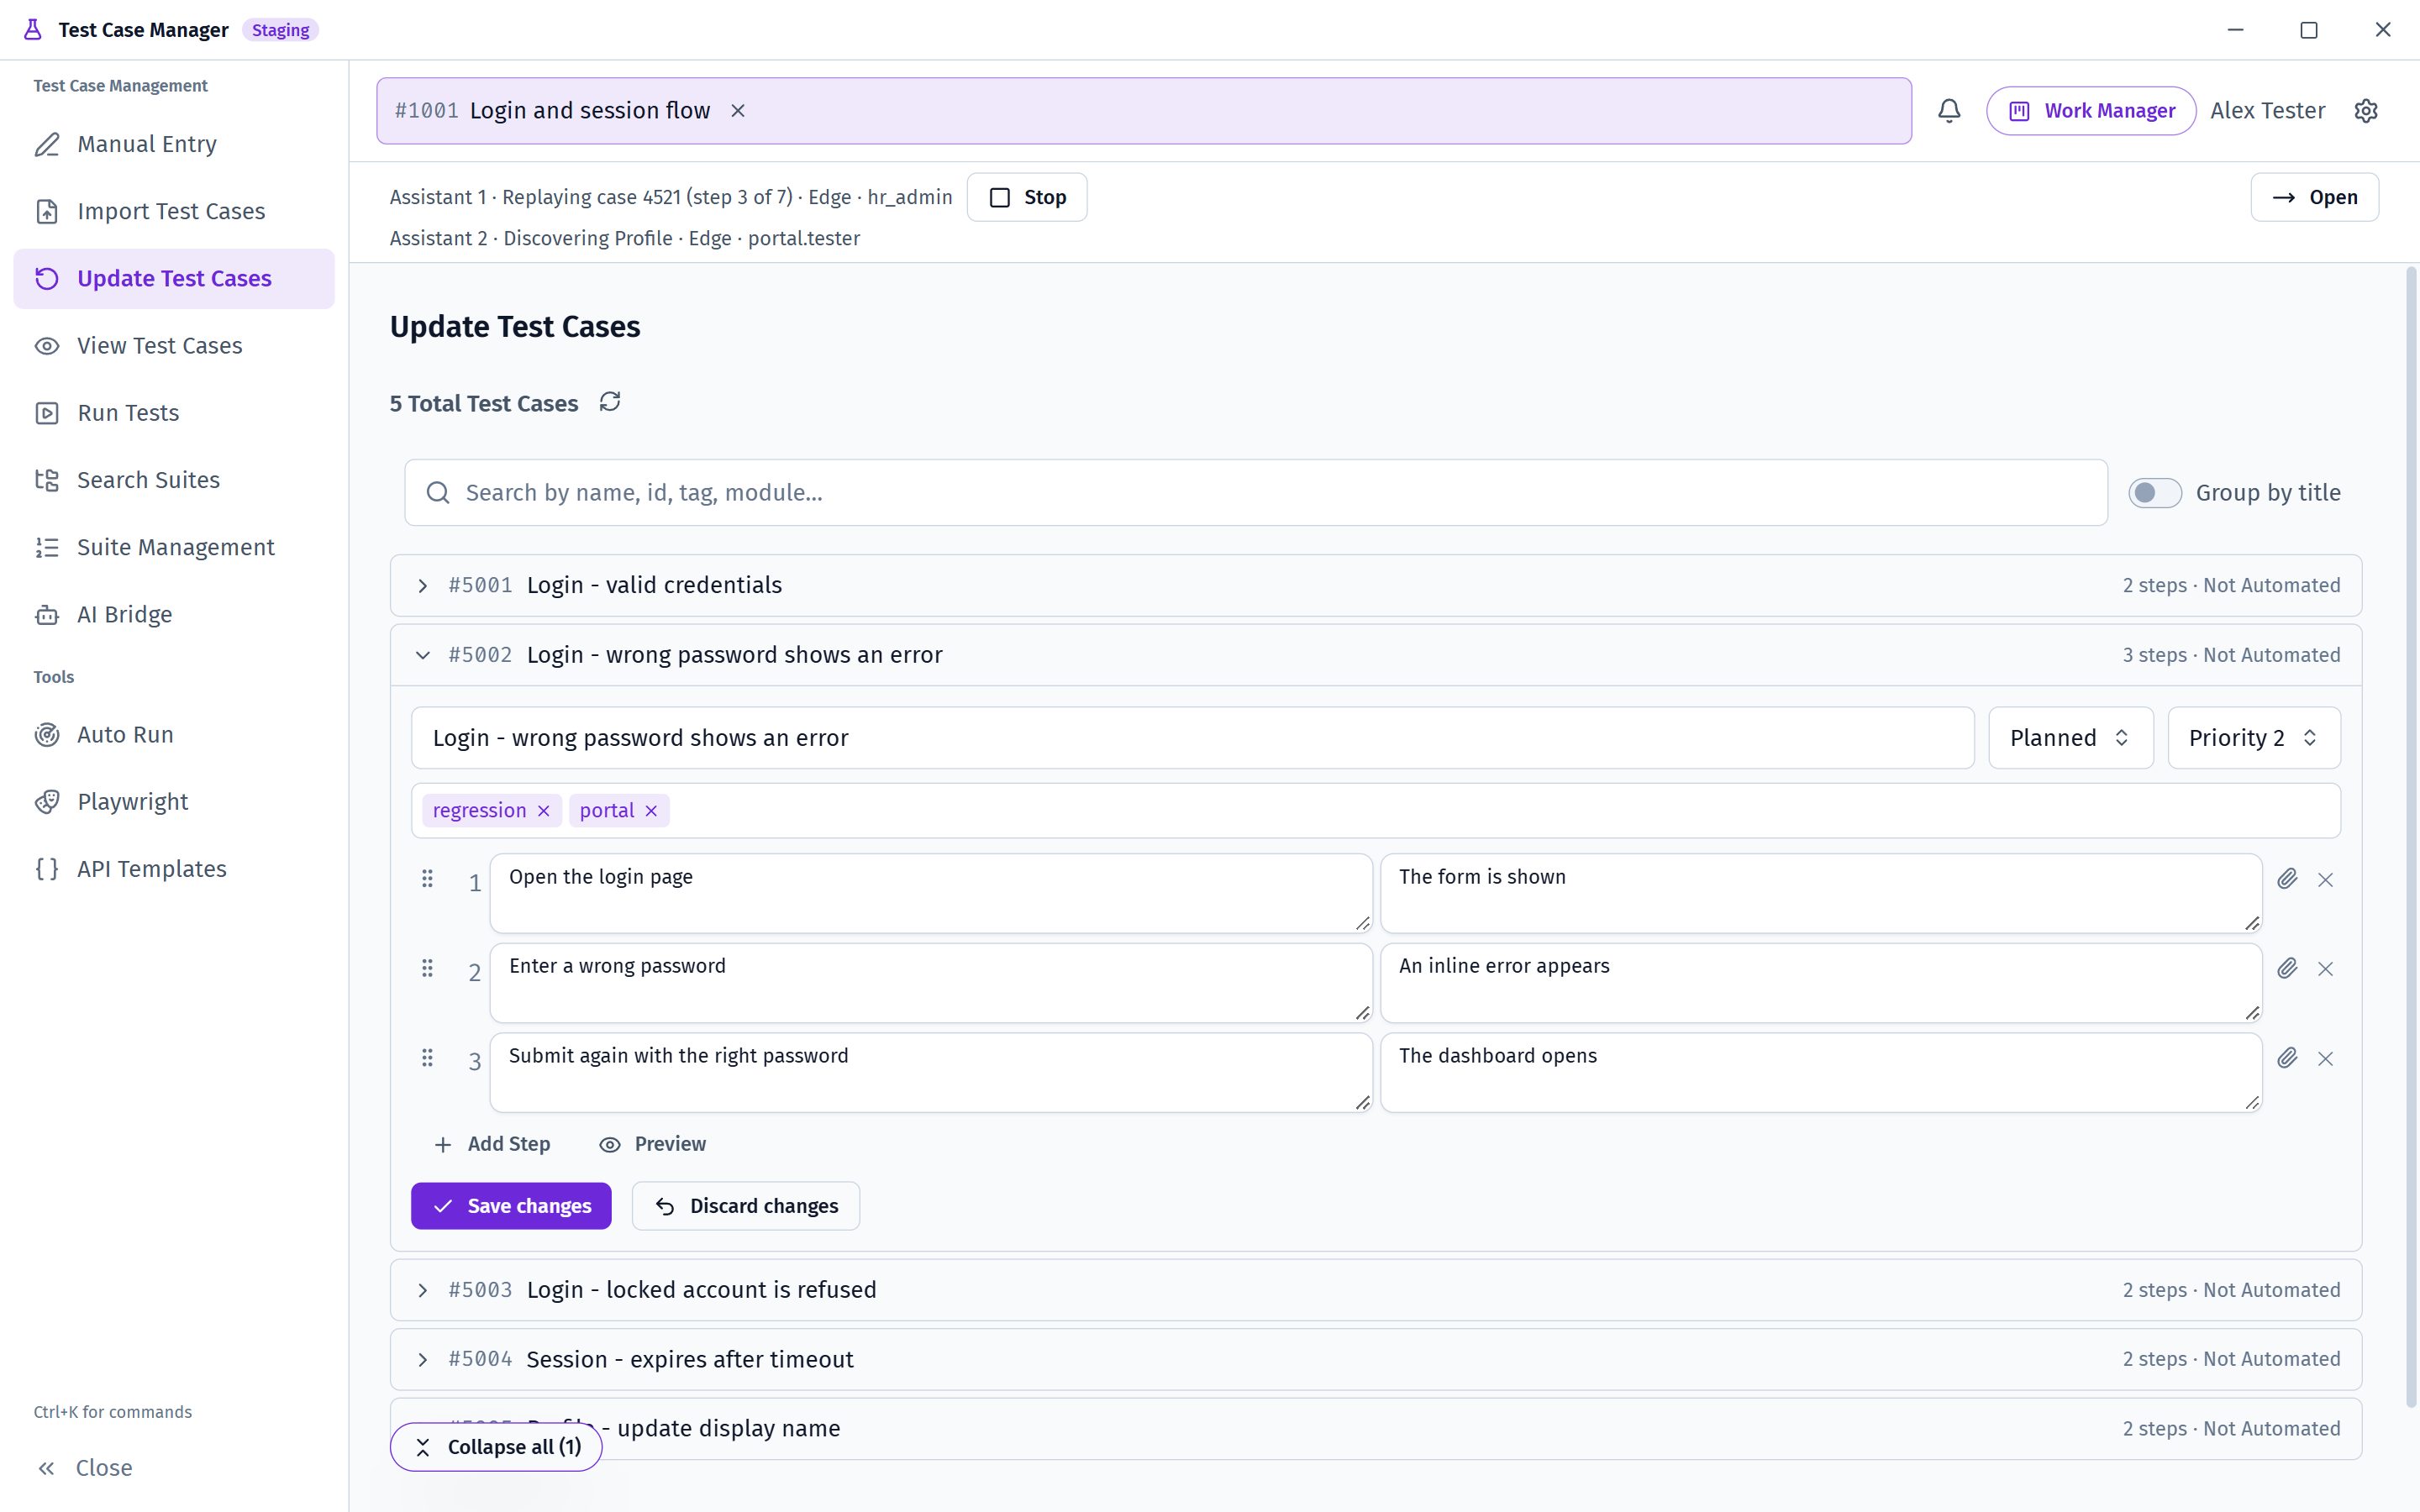 Test Case Manager Staging
Test Case Management
Manual Entry
Import Test Cases
Update Test Cases
View Test Cases
Run Tests
Search Suites
Suite Management
AI Bridge
Tools
Auto Run
Playwright
API Templates
Ctrl+K for commands
Close
#1001 Login and session flow
Work Manager Alex Tester
Assistant 1 · Replaying case 4521 (step 3 of 7) · Edge · hr_admin Stop Open
Assistant 2 · Discovering Profile · Edge · portal.tester
Update Test Cases
5 Total Test Cases
Search by name, id, tag, module... Group by title
#5001 Login - valid credentials 2 steps · Not Automated
#5002 Login - wrong password shows an error 3 steps · Not Automated
Login - wrong password shows an error Planned Priority 2
regression portal
1 Open the login page The form is shown
2 Enter a wrong password An inline error appears
3 Submit again with the right password The dashboard opens
Add Step Preview
Save changes Discard changes
#5003 Login - locked account is refused 2 steps · Not Automated
#5004 Session - expires after timeout 2 steps · Not Automated
- update display name 2 steps · Not Automated
Collapse all (1)